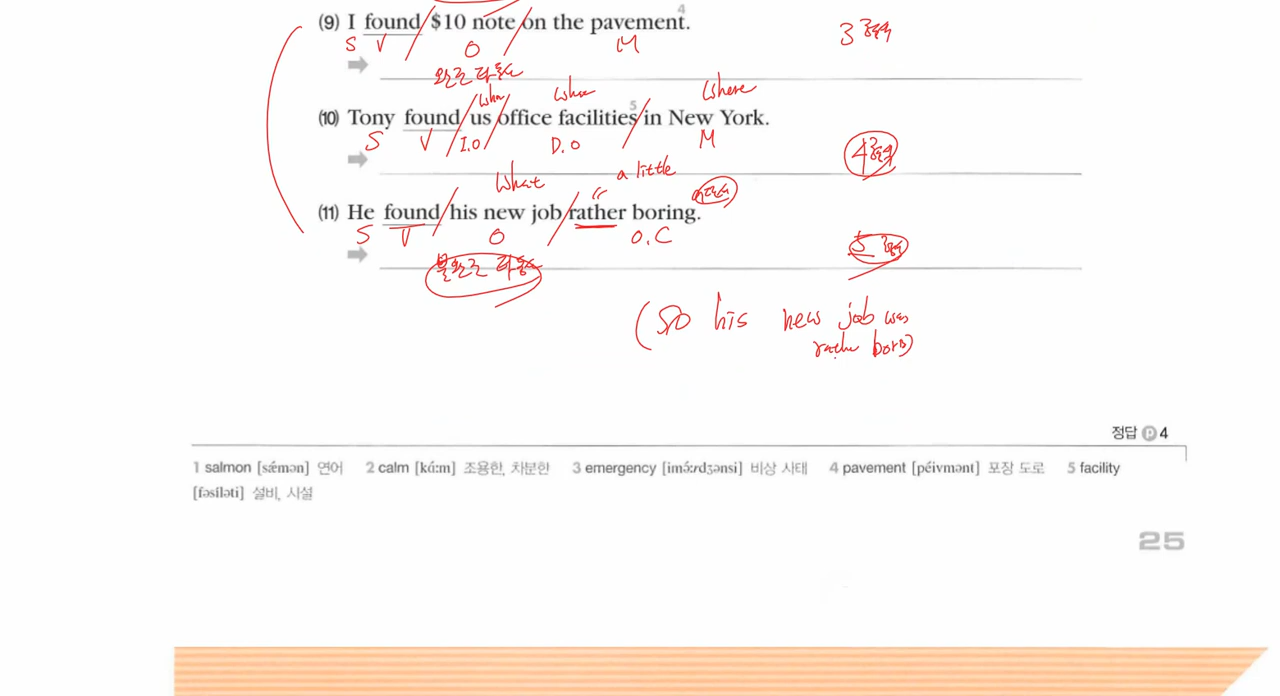 4
(9) I found/ $10 note/on the pavement. 3형식
S V O M
완전 타동사
What Where
(10) Tony found/us/office facilities/in New York.
5
S V I.O D.O M 4형식
What a little
(11) He found/his new job/rather boring.
S V O O.C 5형식
불완전 타동사
(so his new job was
rather boring)
정답 P 4
1 salmon [sǽmən] 연어 2 calm [kɑ́:m] 조용한, 차분한 3 emergency [imə́:rdʒənsi] 비상 사태 4 pavement [péivmənt] 포장 도로 5 facility
[fəsíləti] 설비, 시설
25